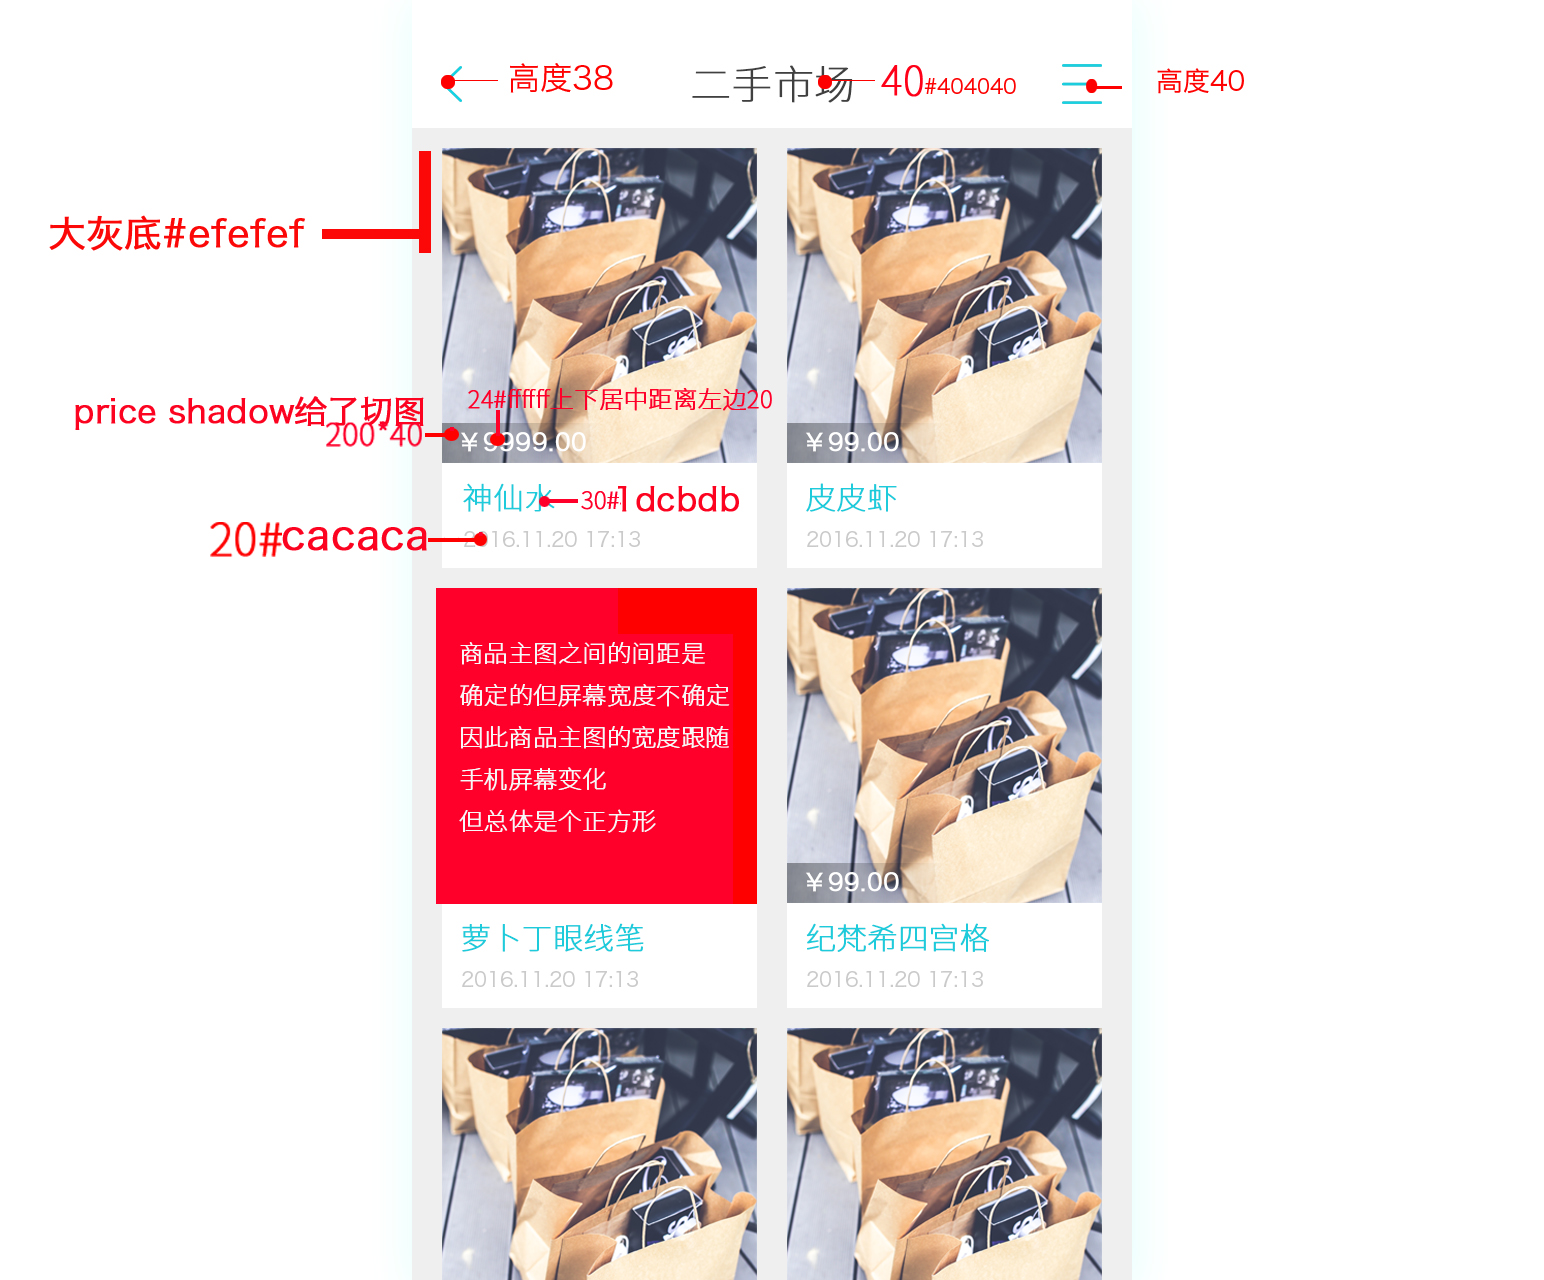 高度38
二手市场
40#404040
高度40
大灰底#efefef
price shadow给了切图
200*40
24#ffffff上下居中距离左边20
¥9999.00
¥99.00
神仙水
30#1dcbdb
皮皮虾
20#cacaca
2016.11.20 17:13
2016.11.20 17:13
商品主图之间的间距是
确定的但屏幕宽度不确定
因此商品主图的宽度跟随
手机屏幕变化
但总体是个正方形
¥99.00
萝卜丁眼线笔
纪梵希四宫格
2016.11.20 17:13
2016.11.20 17:13